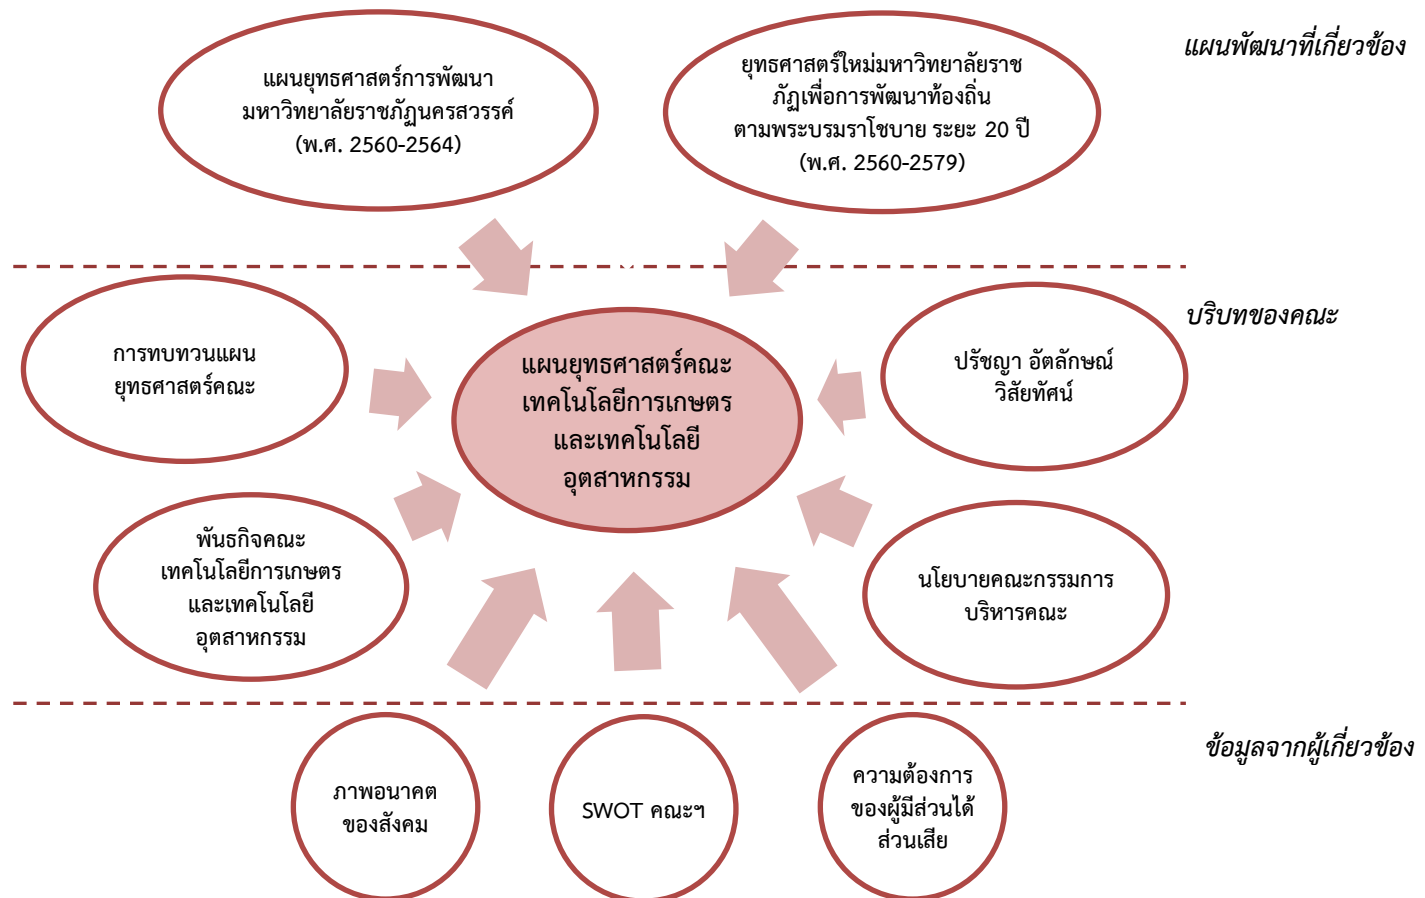 แผนพัฒนาที่เกี่ยวข้อง
แผนยุทธศาสตร์การพัฒนา
มหาวิทยาลัยราชภัฏนครสวรรค์
(พ.ศ. 2560-2564)
ยุทธศาสตร์ใหม่มหาวิทยาลัยราช
ภัฏเพื่อการพัฒนาท้องถิ่น
ตามพระบรมราโชบาย ระยะ 20 ปี
(พ.ศ. 2560-2579)
บริบทของคณะ
การทบทวนแผน
ยุทธศาสตร์คณะ
แผนยุทธศาสตร์คณะ
เทคโนโลยีการเกษตร
และเทคโนโลยี
อุตสาหกรรม
ปรัชญา อัตลักษณ์
วิสัยทัศน์
พันธกิจคณะ
เทคโนโลยีการเกษตร
และเทคโนโลยี
อุตสาหกรรม
นโยบายคณะกรรมการ
บริหารคณะ
ข้อมูลจากผู้เกี่ยวข้อง
ภาพอนาคต
ของสังคม
SWOT คณะฯ
ความต้องการ
ของผู้มีส่วนได้
ส่วนเสีย